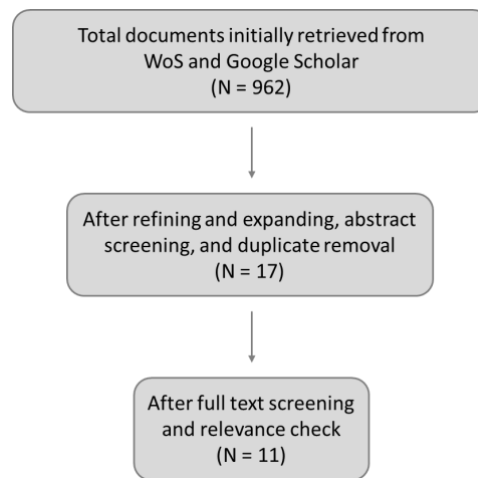 Total documents initially retrieved from
WoS and Google Scholar
(N = 962)
After refining and expanding, abstract
screening, and duplicate removal
(N = 17)
After full text screening
and relevance check
(N = 11)